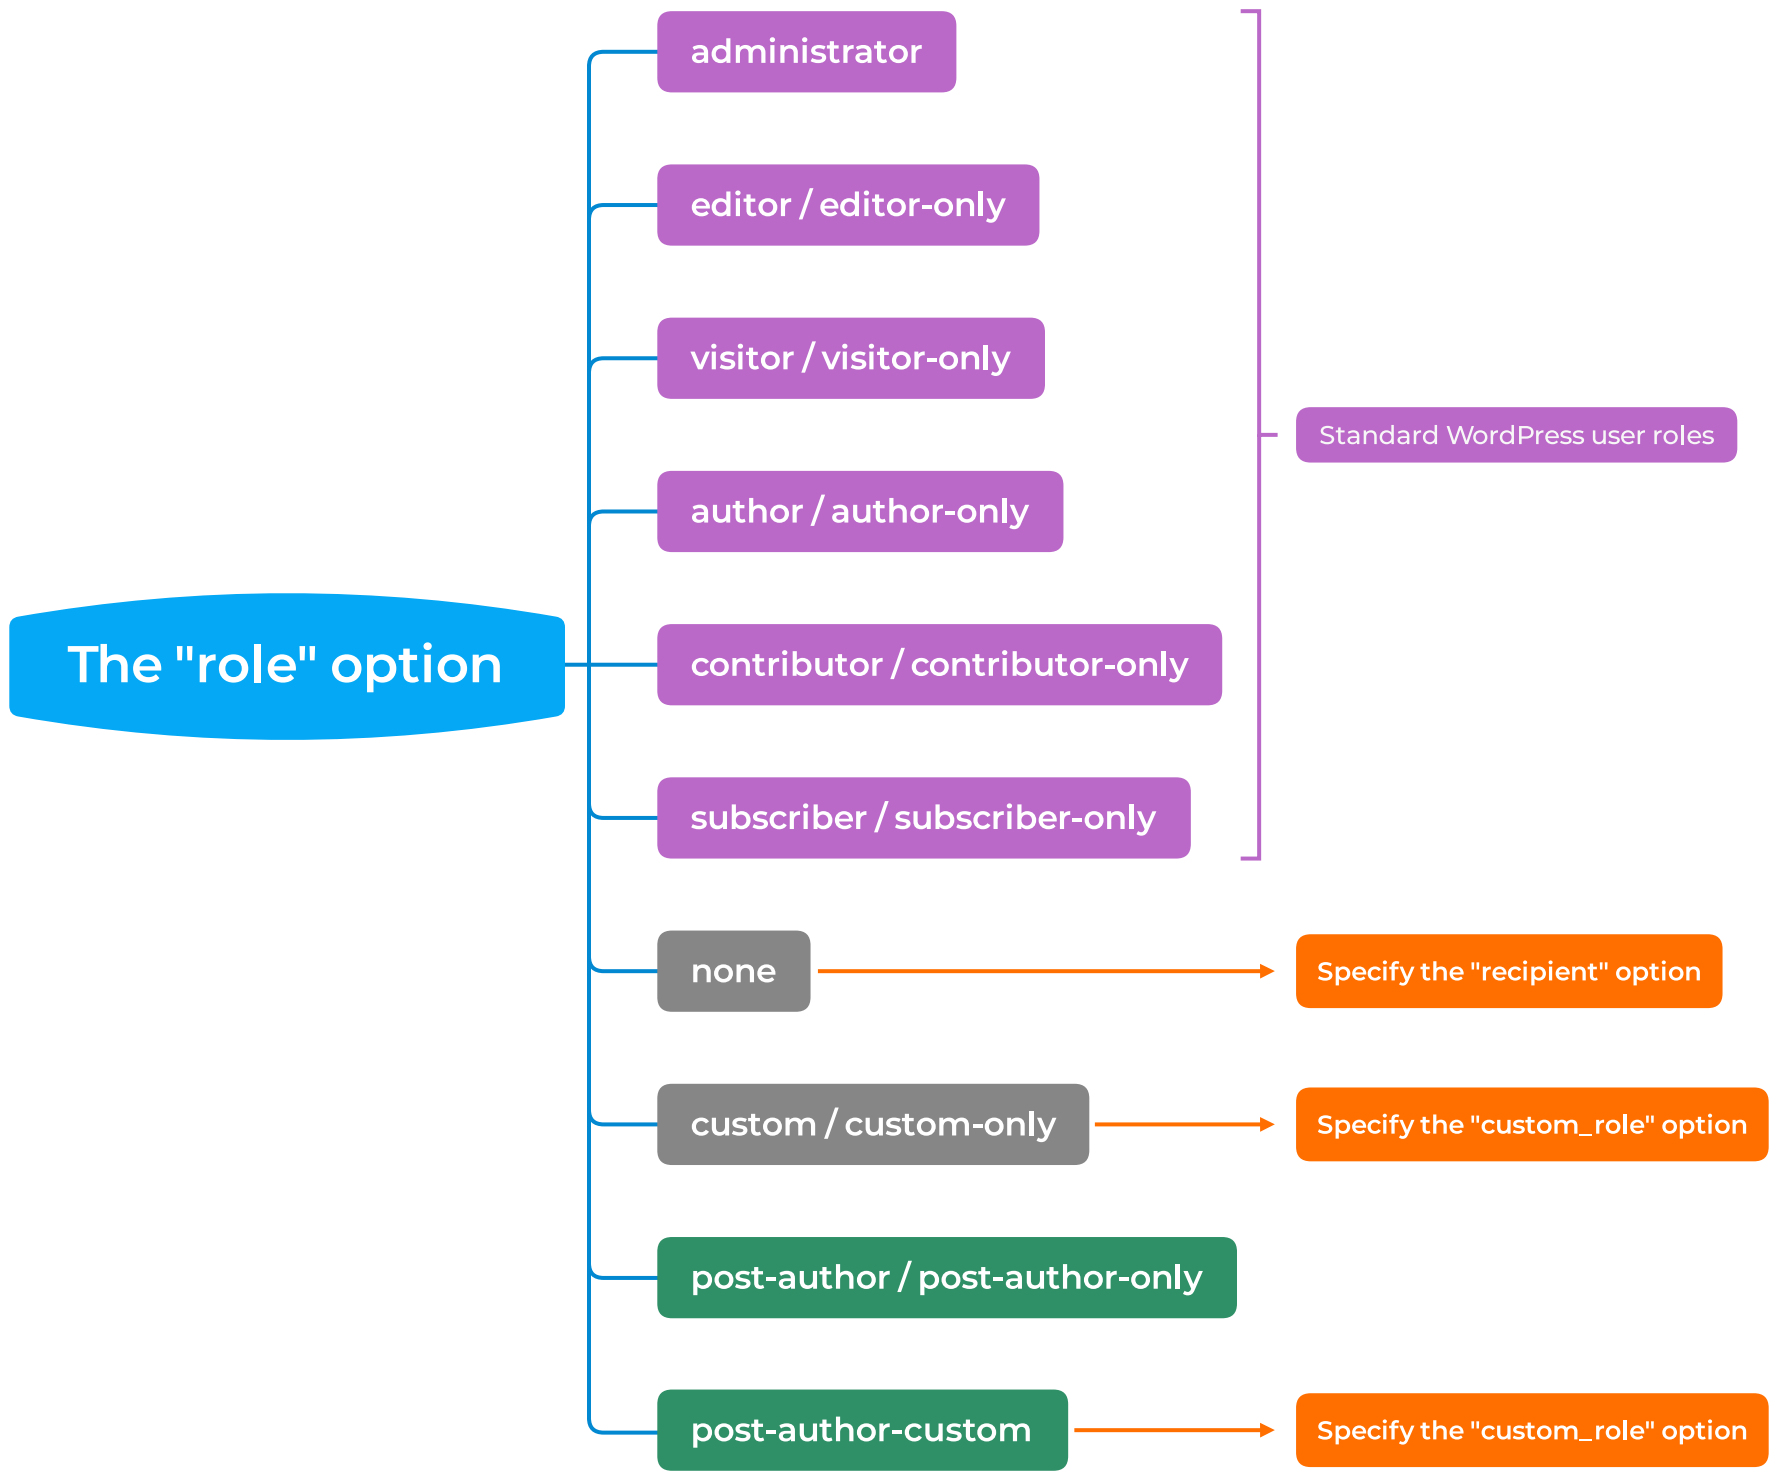 administrator
editor / editor-only
visitor / visitor-only
Standard WordPress user roles
author / author-only
The "role" option
contributor / contributor-only
subscriber / subscriber-only
none
Specify the "recipient" option
custom / custom-only
Specify the "custom_role" option
post-author / post-author-only
post-author-custom
Specify the "custom_role" option